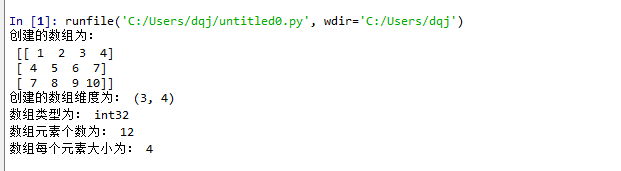 In [1]: runfile('C:/Users/dqj/untitled0.py', wdir='C:/Users/dqj')
创建的数组为：
[[ 1  2  3  4]
[ 4  5  6  7]
[ 7  8  9 10]]
创建的数组维度为： (3, 4)
数组类型为： int32
数组元素个数为： 12
数组每个元素大小为： 4